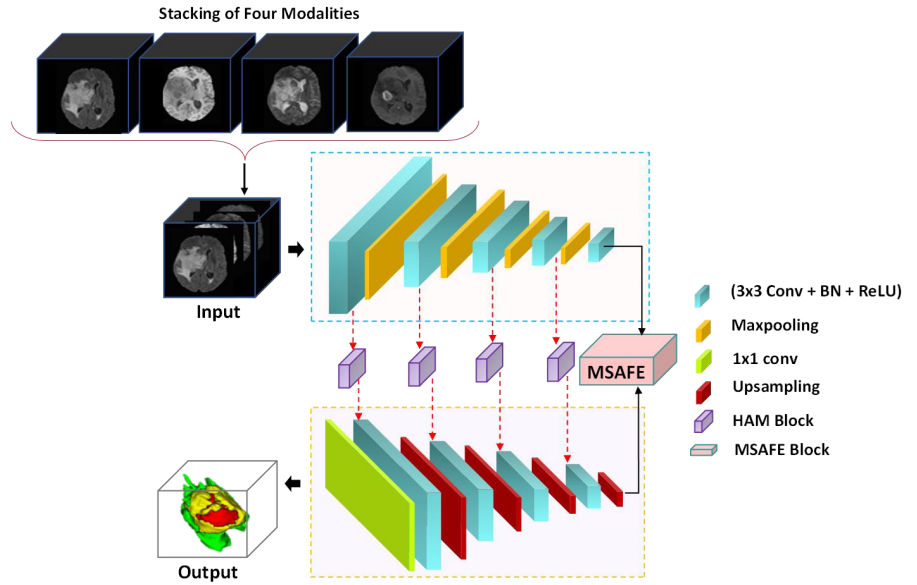 Stacking of Four Modalities
Input
(3x3 Conv + BN + ReLU)
Maxpooling
1x1 conv
Upsampling
HAM Block
MSAFE Block
MSAFE
Output